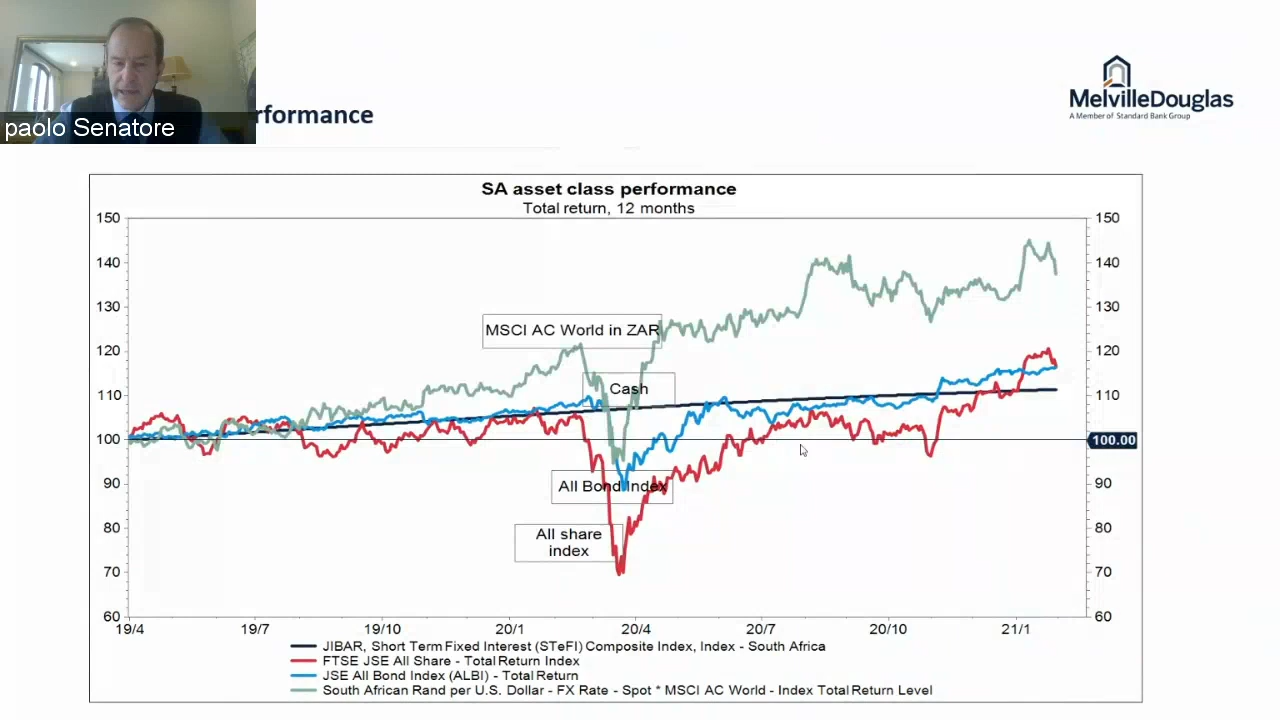 paolo Senatore
rformance
MelvilleDouglas
A Member of Standard Bank Group
SA asset class performance
Total return, 12 months
150 150
140 140
130 130
120 120
110 110
100 100.00
90 90
80 80
70 70
60 60
MSCI AC World in ZAR
Cash
All Bond Index
All share
index
19/4 19/7 19/10 20/1 20/4 20/7 20/10 21/1
JIBAR, Short Term Fixed Interest (STeFI) Composite Index, Index - South Africa
FTSE JSE All Share - Total Return Index
JSE All Bond Index (ALBI) - Total Return
South African Rand per U.S. Dollar - FX Rate - Spot * MSCI AC World - Index Total Return Level